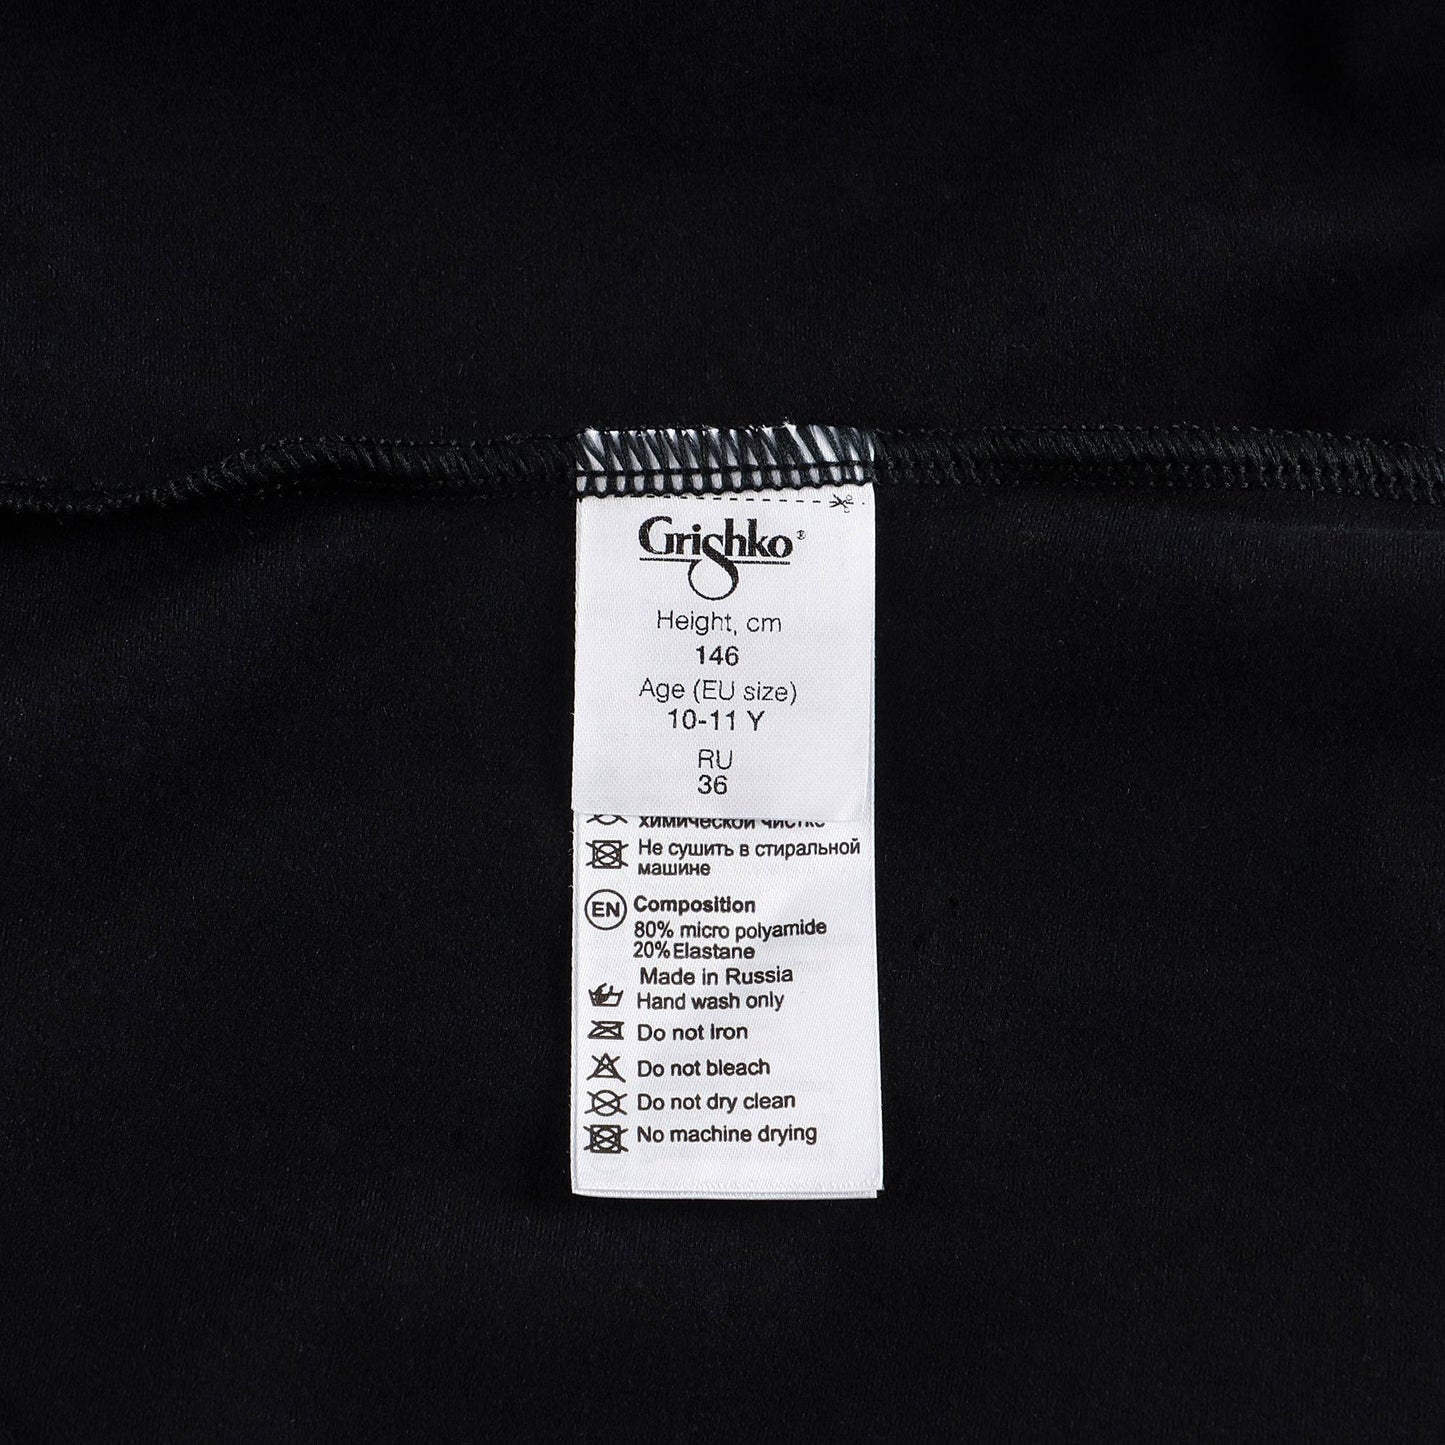 Grishko®
Height, cm
146
Age (EU size)
10-11 Y
RU
36
химической чистке
Не сушить в стиральной
машине
EN Composition
80% micro polyamide
20% Elastane
Made in Russia
Hand wash only
Do not Iron
Do not bleach
Do not dry clean
No machine drying